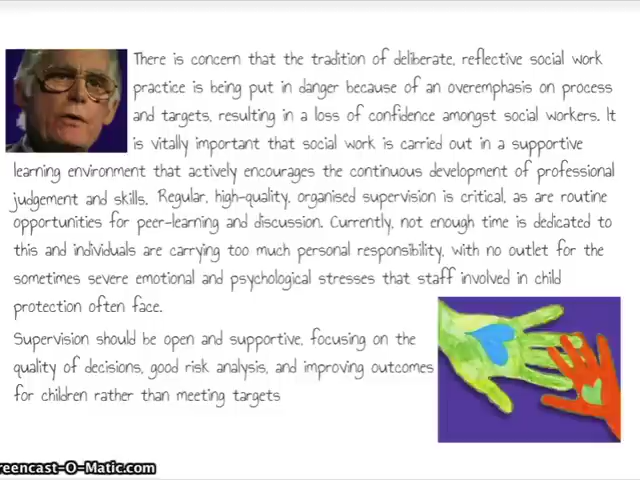 There is concern that the tradition of deliberate, reflective social work
practice is being put in danger because of an overemphasis on process
and targets, resulting in a loss of confidence amongst social workers. It
is vitally important that social work is carried out in a supportive
learning environment that actively encourages the continuous development of professional
judgement and skills. Regular, high-quality, organised supervision is critical, as are routine
opportunities for peer-learning and discussion. Currently, not enough time is dedicated to
this and individuals are carrying too much personal responsibility, with no outlet for the
sometimes severe emotional and psychological stresses that staff involved in child
protection often face.
Supervision should be open and supportive, focusing on the
quality of decisions, good risk analysis, and improving outcomes
for children rather than meeting targets
reencast-O-Matic.com